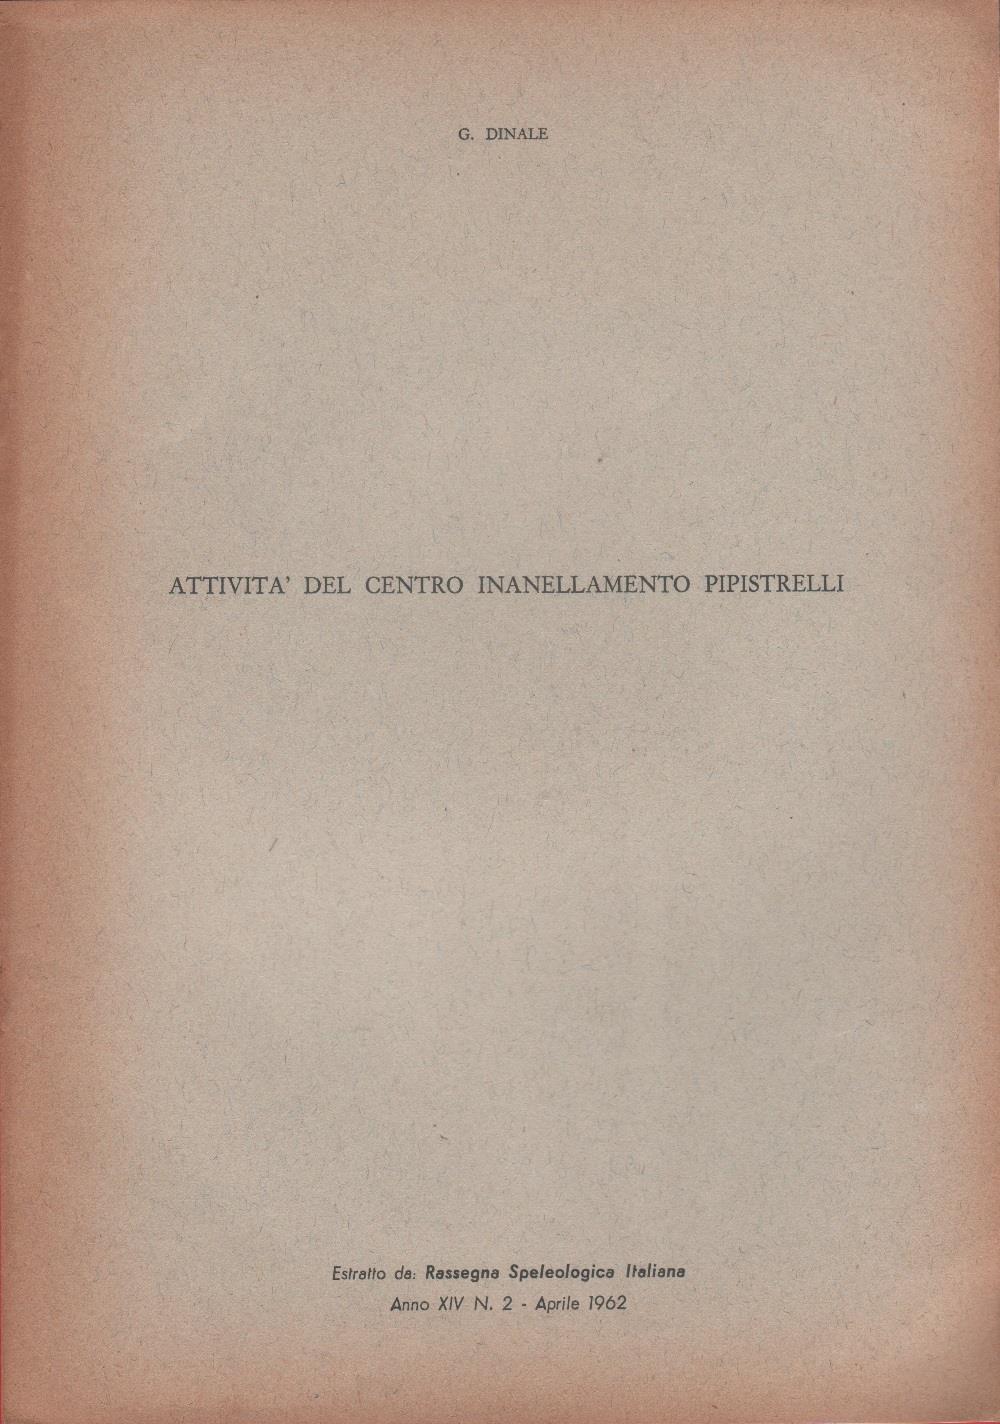 G. DINALE
ATTIVITA' DEL CENTRO INANELLAMENTO PIPISTRELLI
Estratto da: Rassegna Speleologica Italiana
Anno XIV N. 2 - Aprile 1962